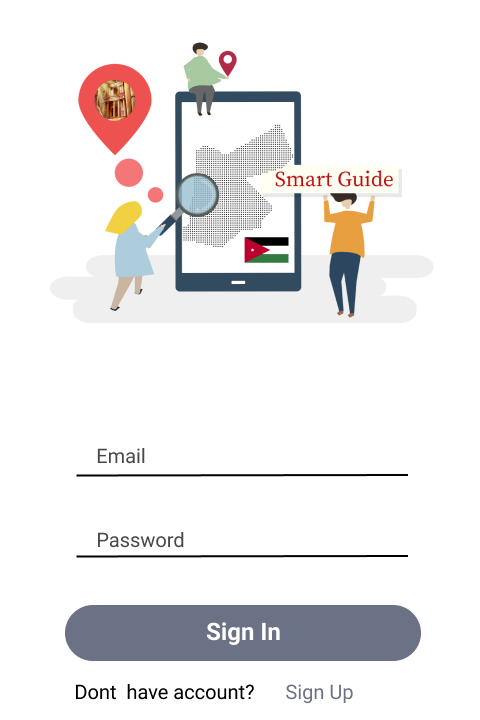 Smart Guide
Email
Password
Sign In
Dont have account? Sign Up